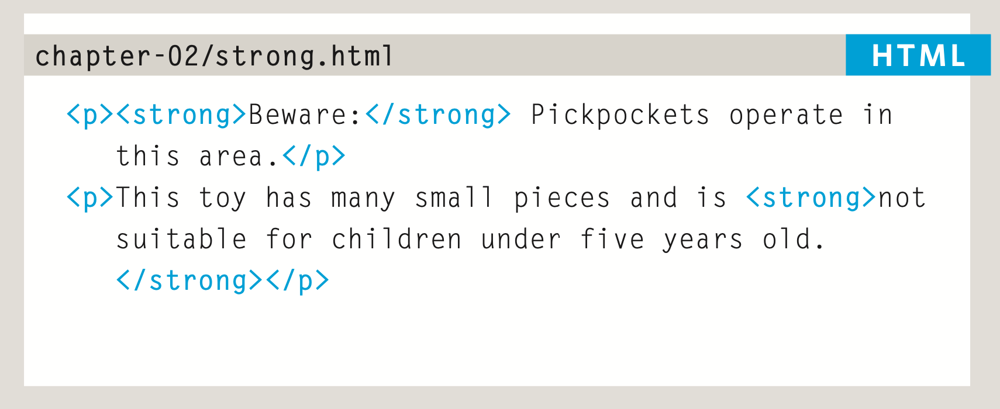 chapter-02/strong.html
HTML
<p><strong>Beware:</strong> Pickpockets operate in
this area.</p>
<p>This toy has many small pieces and is <strong>not
suitable for children under five years old.
</strong></p>